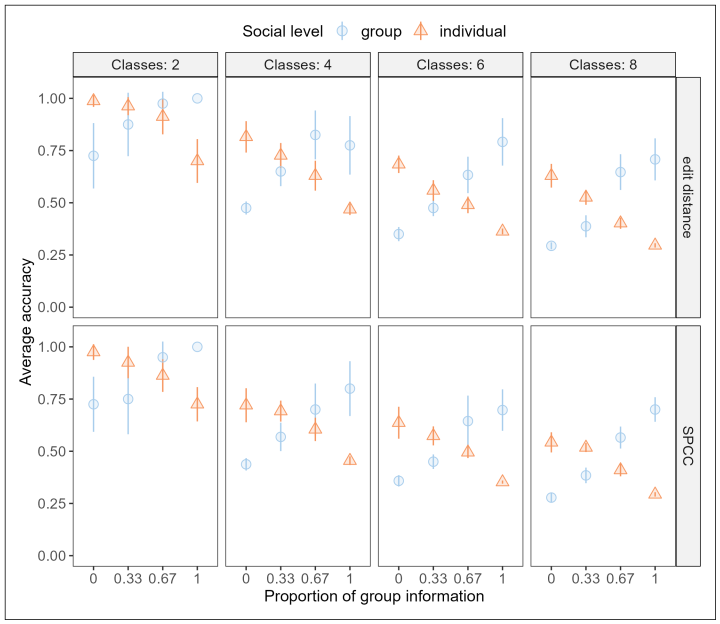 Social level group individual
Classes: 2 Classes: 4 Classes: 6 Classes: 8
1.00
0.75
0.50
0.25
0.00
edit distance
1.00
0.75
0.50
0.25
0.00
SPCC
Average accuracy
0 0.33 0.67 1 0 0.33 0.67 1 0 0.33 0.67 1 0 0.33 0.67 1
Proportion of group information